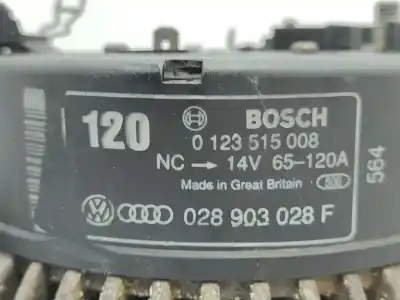 120 BOSCH
0 123 515 008
NC → 14V 65-120A
Made in Great Britain
564
028 903 028 F